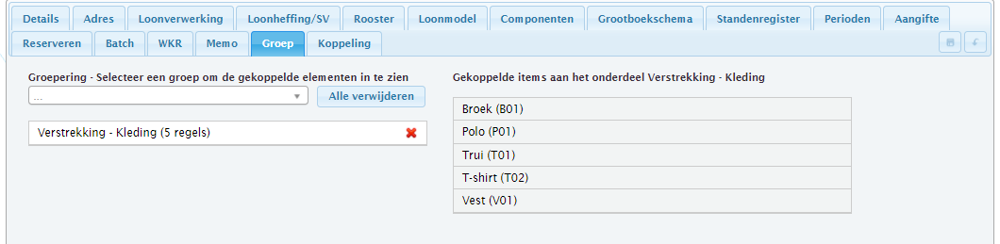 Details Adres Loonverwerking Loonheffing/SV Rooster Loonmodel Componenten Grootboekschema Standenregister Perioden Aangifte
Reserveren Batch WKR Memo Groep Koppeling
Groepering - Selecteer een groep om de gekoppelde elementen in te zien
... Alle verwijderen
Verstrekking - Kleding (5 regels)
Gekoppelde items aan het onderdeel Verstrekking - Kleding
Broek (B01)
Polo (P01)
Trui (T01)
T-shirt (T02)
Vest (V01)